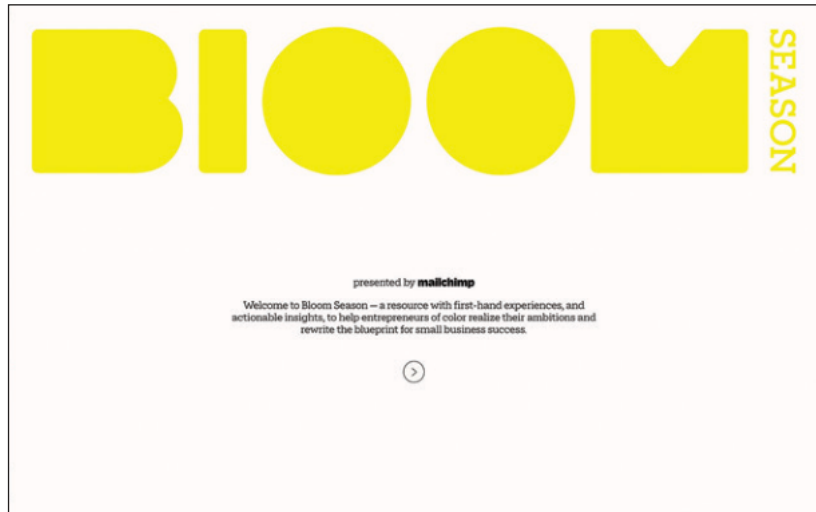 BLOOM
SEASON
presented by mailchimp
Welcome to Bloom Season — a resource with first-hand experiences, and
actionable insights, to help entrepreneurs of color realize their ambitions and
rewrite the blueprint for small business success.